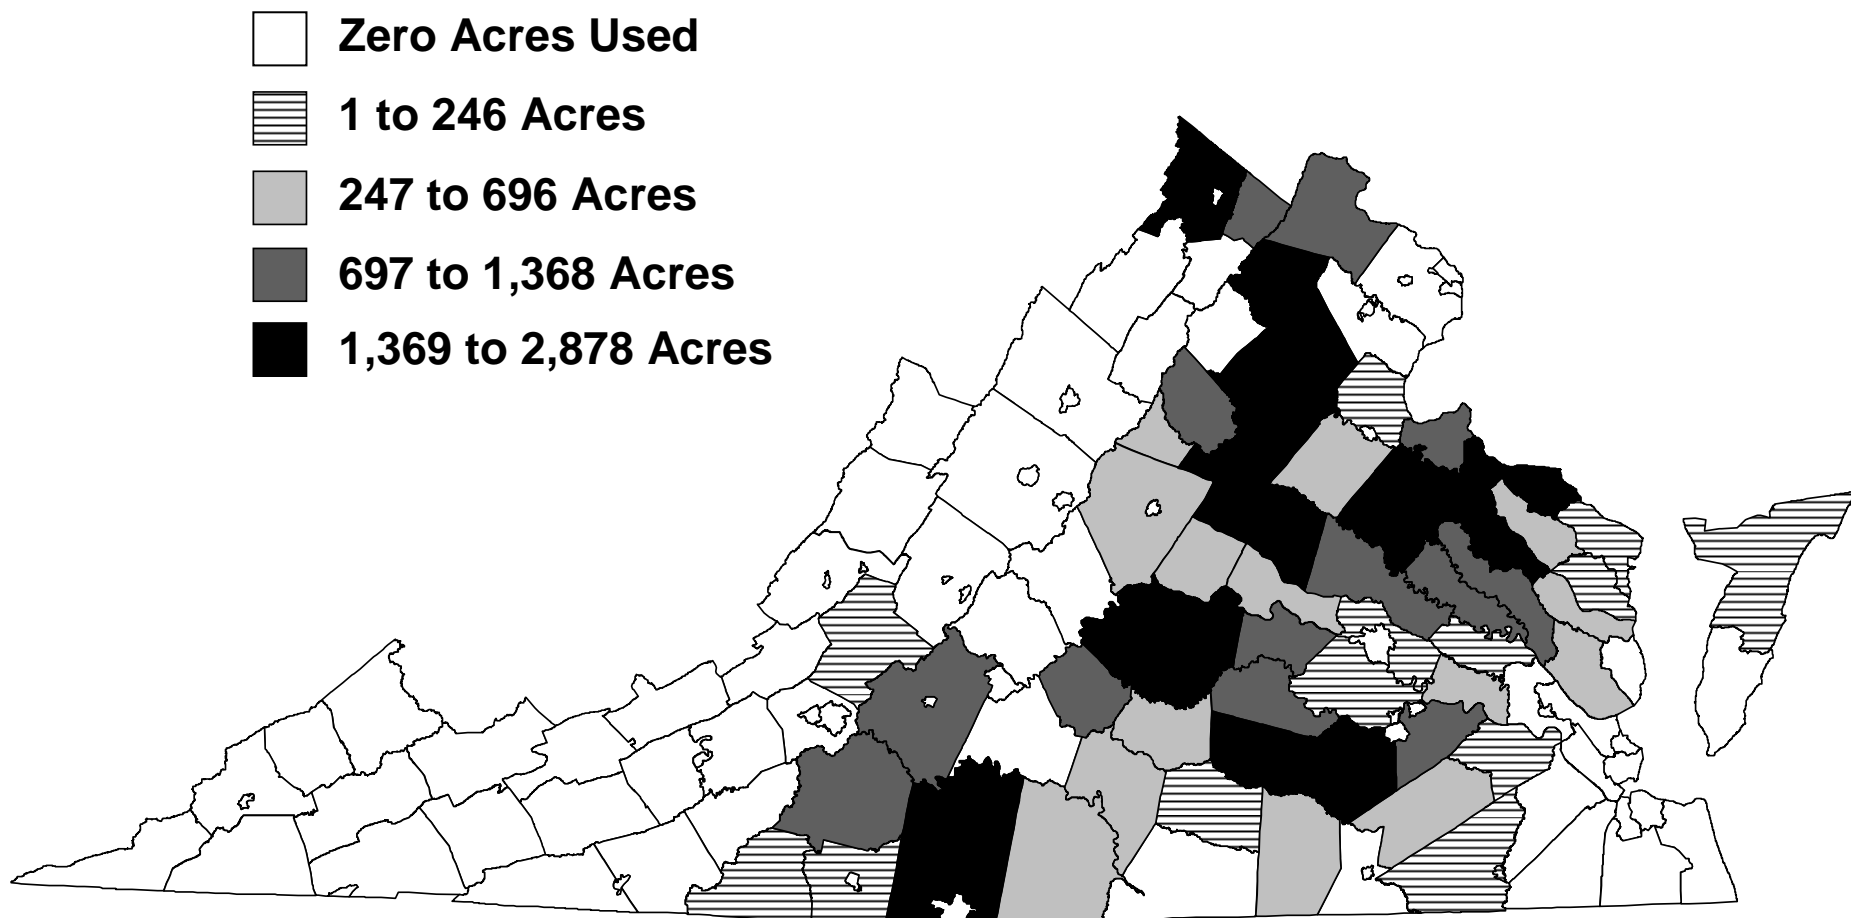 Zero Acres Used
1 to 246 Acres
247 to 696 Acres
697 to 1,368 Acres
1,369 to 2,878 Acres